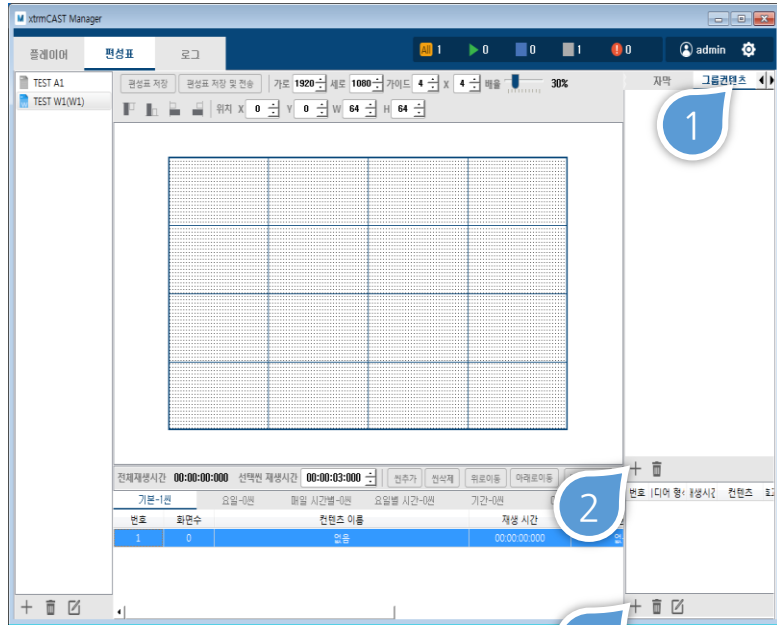 xtrmCAST Manager
플레이어 편성표 로그 All 1 0 0 1 0 admin
TEST A1
TEST W1(W1)
편성표 저장 편성표 저장 및 전송 가로 1920 세로 1080 가이드 4 X 4 배율 30%
위치 X 0 Y 0 W 64 H 64
자막 그룹컨텐츠
1
전체재생시간 00:00:00:000 선택씬 재생시간 00:00:03:000 씬추가 씬삭제 위로이동 아래로이동
기본-1씬 요일-0씬 매일 시간별-0씬 요일별 시간-0씬 기간-0씬
번호 화면수 컨텐츠 이름 재생 시간
1 0 없음 00:00:00:000
2
번호 컨텐츠